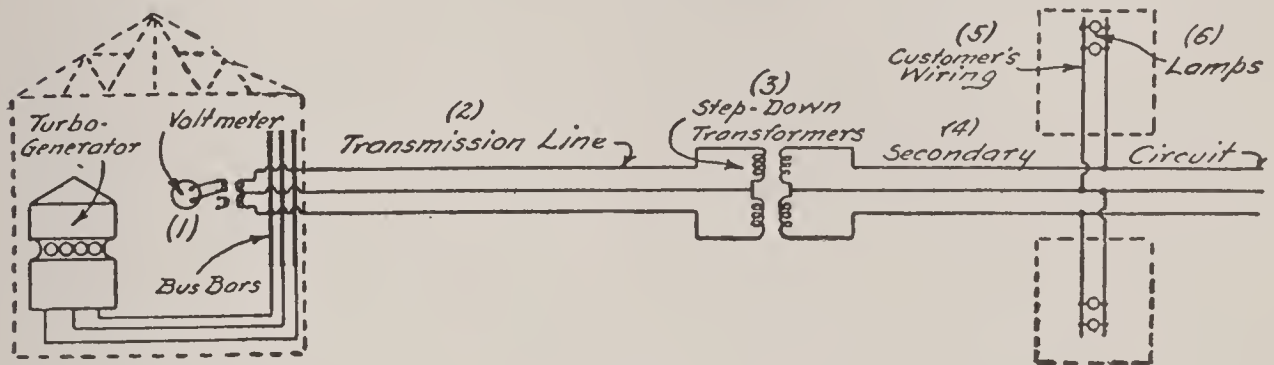 Turbo-
Generator
Voltmeter
(1)
Bus Bars
(2)
Transmission Line
(3)
Step-Down
Transformers
(4)
Secondary Circuit
(5)
Customer's
Wiring
(6)
Lamps